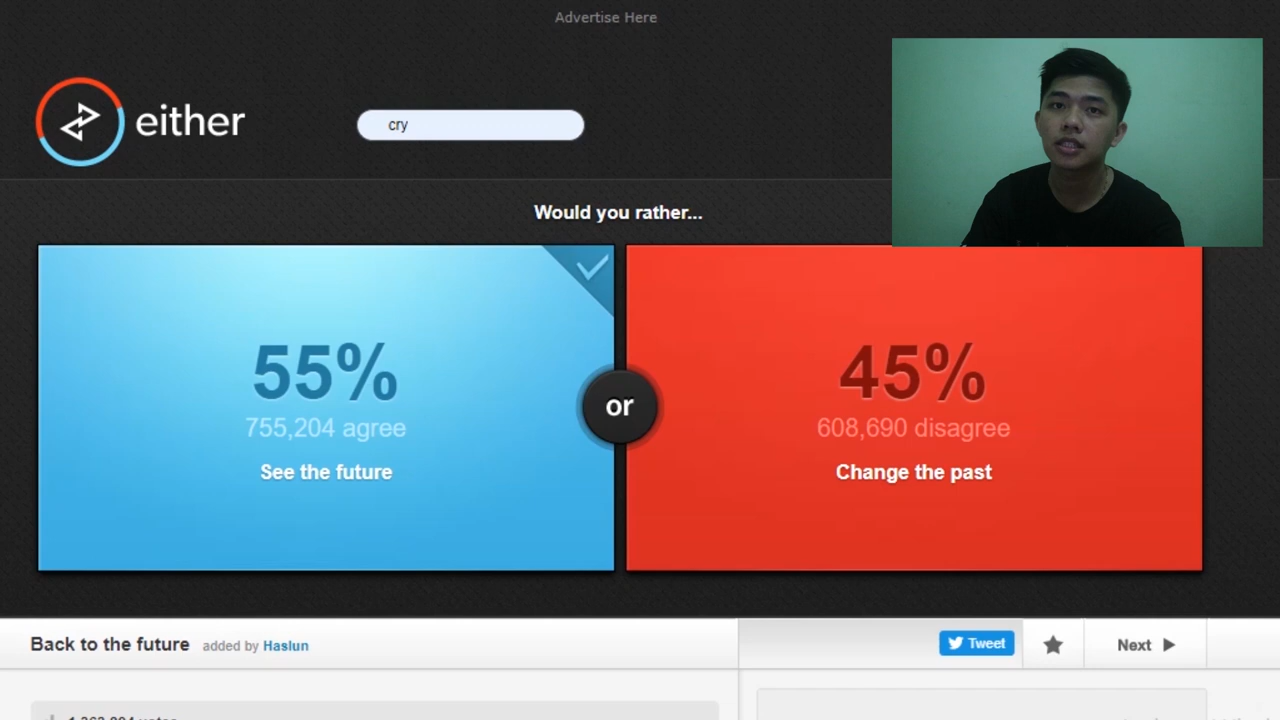 Advertise Here
either
cry
Would you rather...
55%
755,204 agree
See the future
or
45%
608,690 disagree
Change the past
Back to the future added by Haslun
Tweet
Next